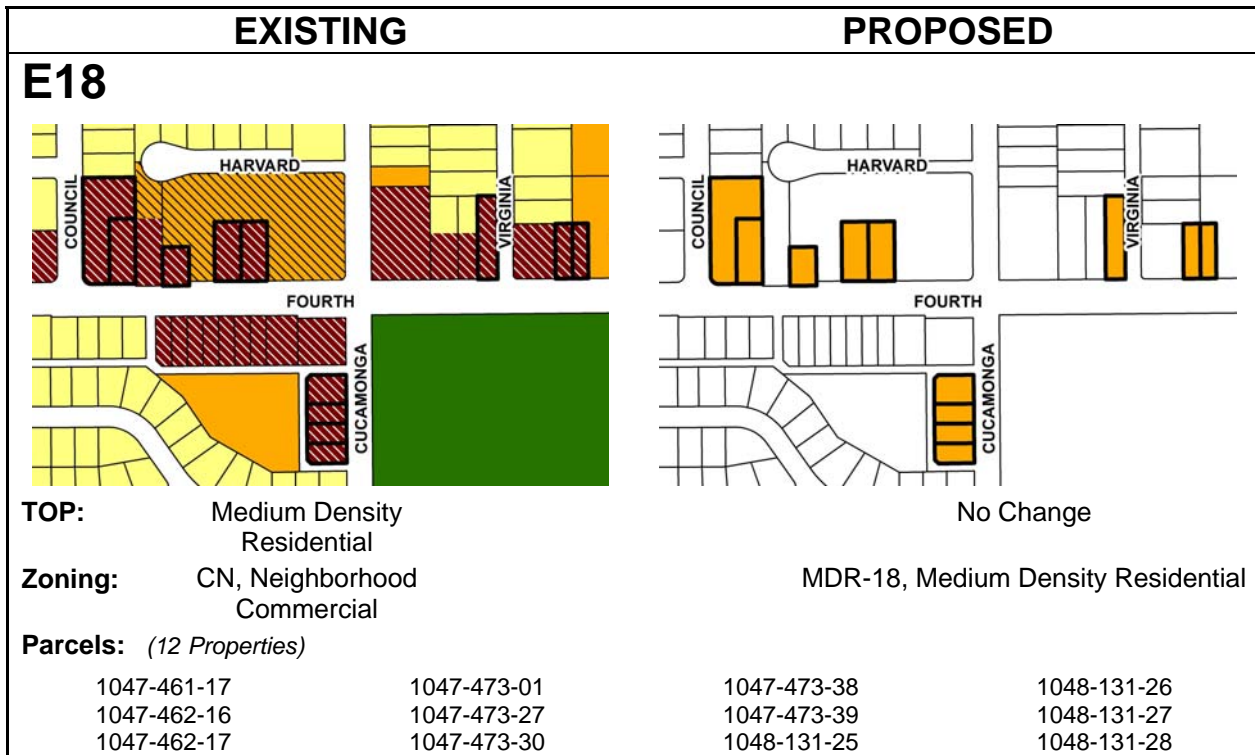 EXISTING PROPOSED
E18
COUNCIL
HARVARD
VIRGINIA
FOURTH
CUCAMONGA
COUNCIL
HARVARD
VIRGINIA
FOURTH
CUCAMONGA
TOP: Medium Density No Change
Residential
Zoning: CN, Neighborhood MDR-18, Medium Density Residential
Commercial
Parcels: (12 Properties)
1047-461-17 1047-473-01 1047-473-38 1048-131-26
1047-462-16 1047-473-27 1047-473-39 1048-131-27
1047-462-17 1047-473-30 1048-131-25 1048-131-28